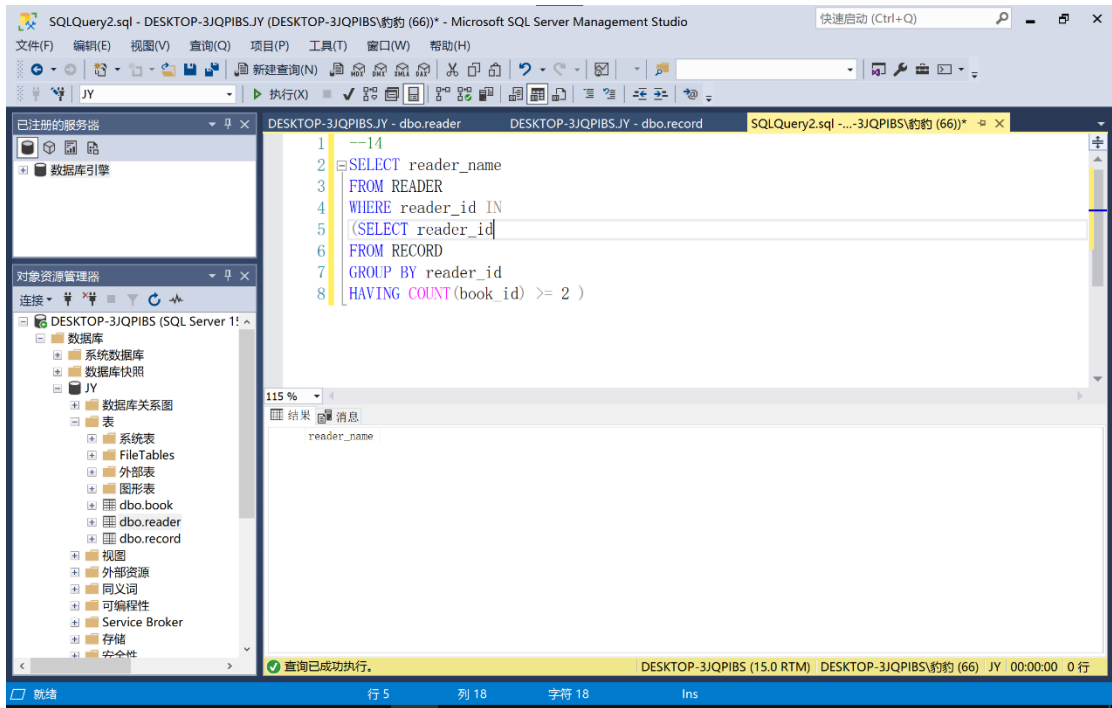 SQLQuery2.sql - DESKTOP-3JQPIBS.JY (DESKTOP-3JQPIBS\豹豹 (66))* - Microsoft SQL Server Management Studio
快速启动 (Ctrl+Q)
文件(F) 编辑(E) 视图(V) 查询(Q) 项目(P) 工具(T) 窗口(W) 帮助(H)
新建查询(N)
JY 执行(X)
已注册的服务器
数据库引擎
对象资源管理器
连接
DESKTOP-3JQPIBS (SQL Server 1!
数据库
系统数据库
数据库快照
JY
数据库关系图
表
系统表
FileTables
外部表
图形表
dbo.book
dbo.reader
dbo.record
视图
外部资源
同义词
可编程性
Service Broker
存储
安全性
DESKTOP-3JQPIBS.JY - dbo.reader DESKTOP-3JQPIBS.JY - dbo.record SQLQuery2.sql -...-3JQPIBS\豹豹 (66))*
1 --14
2 SELECT reader_name
3 FROM READER
4 WHERE reader_id IN
5 (SELECT reader_id
6 FROM RECORD
7 GROUP BY reader_id
8 HAVING COUNT(book_id) >= 2 )
115 %
结果 消息
reader_name
查询已成功执行。 DESKTOP-3JQPIBS (15.0 RTM) DESKTOP-3JQPIBS\豹豹 (66) JY 00:00:00 0 行
就绪 行 5 列 18 字符 18 Ins